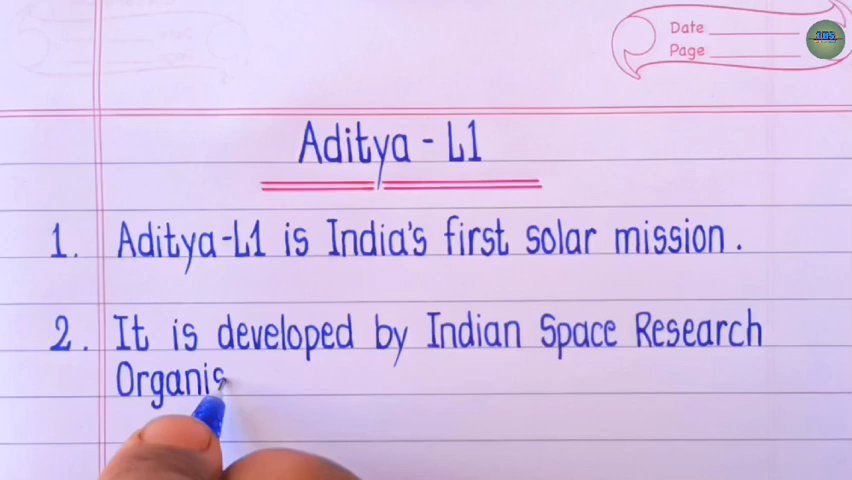 Date
Page
Aditya - L1
1. Aditya-L1 is India's first solar mission.
2. It is developed by Indian Space Research
Organis